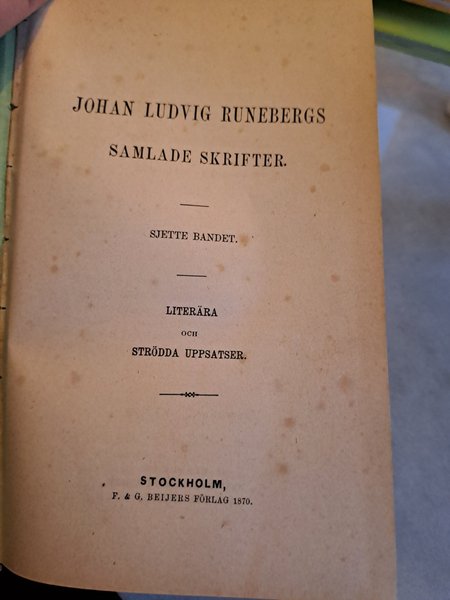 JOHAN LUDVIG RUNEBERGS
SAMLADE SKRIFTER.
SJETTE BANDET.
LITERÄRA
OCH
STRÖDDA UPPSATSER.
STOCKHOLM,
F. & G. BEIJERS FÖRLAG 1870.